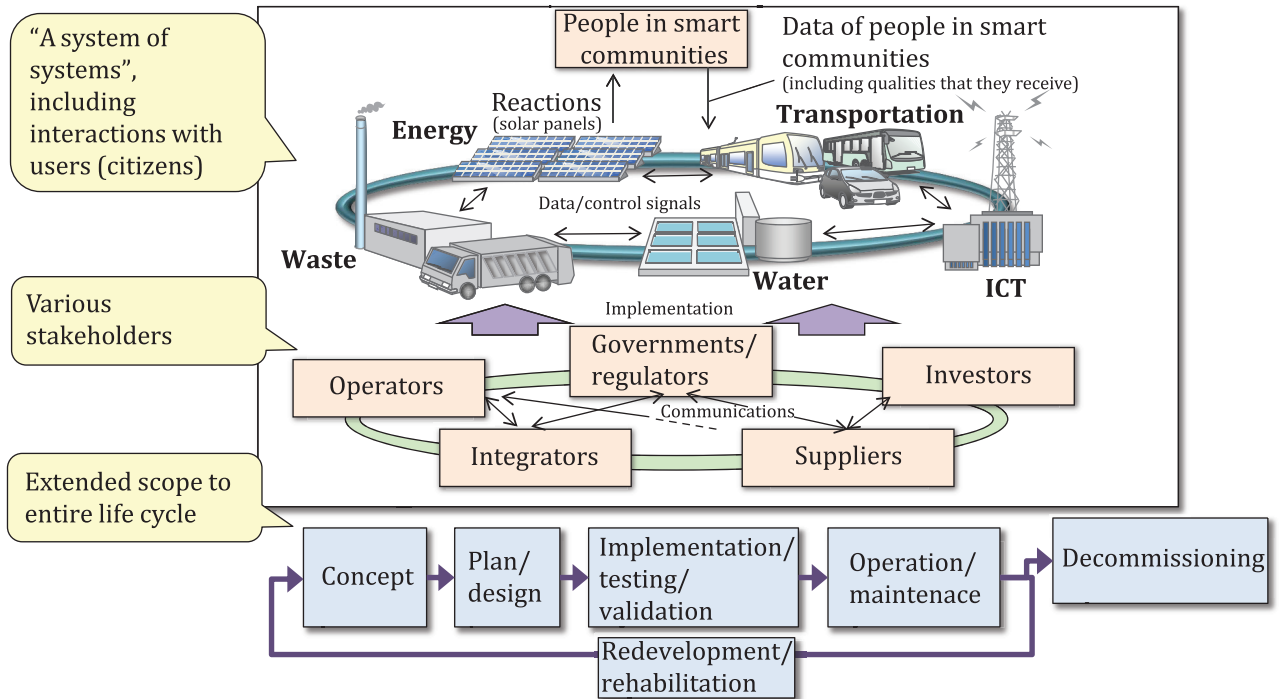 “A system of
systems”,
including
interactions with
users (citizens)
People in smart
communities
Data of people in smart
communities
(including qualities that they receive)
Reactions
(solar panels)
Energy
Transportation
Data/control signals
Waste
Water
ICT
Various
stakeholders
Implementation
Governments/
regulators
Operators
Investors
Communications
Integrators
Suppliers
Extended scope to
entire life cycle
Concept
Plan/
design
Implementation/
testing/
validation
Operation/
maintenace
Decommissioning
Redevelopment/
rehabilitation